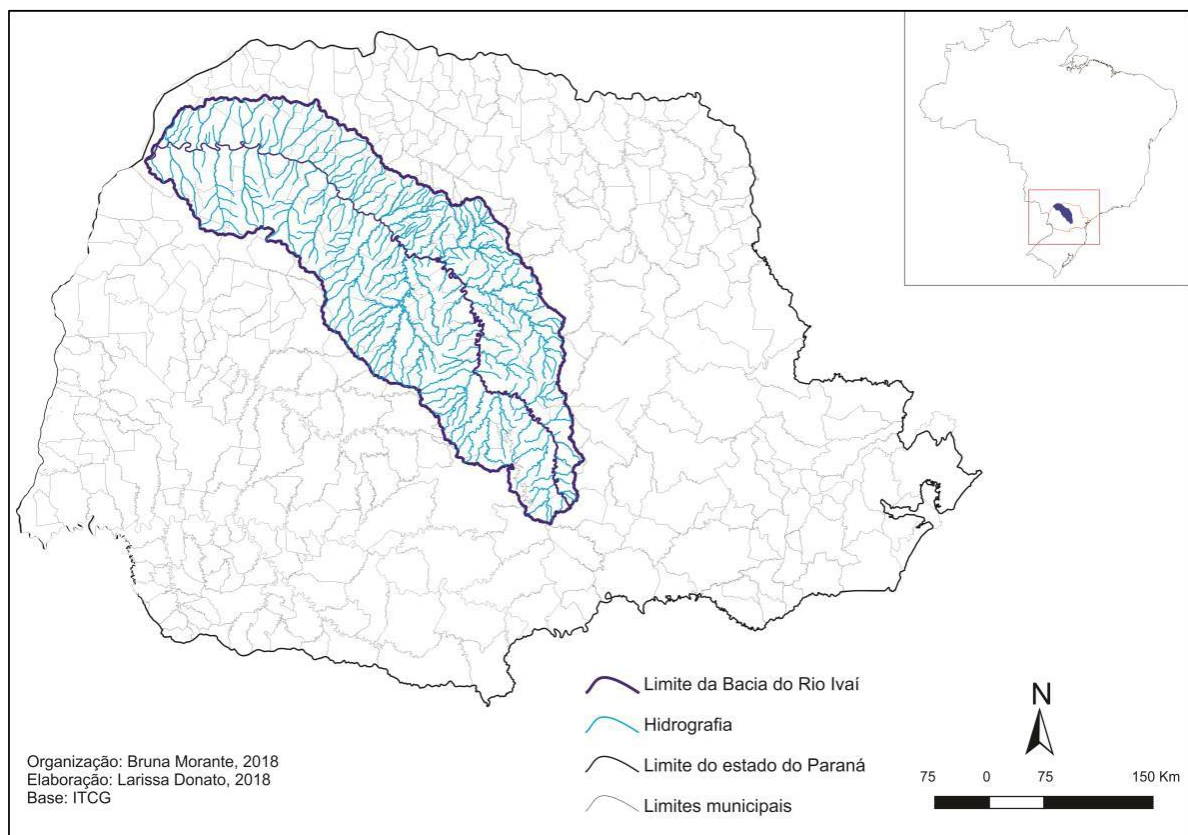 Limite da Bacia do Rio Ivaí
Hidrografia
Limite do estado do Paraná
Limites municipais
N
75 0 75 150 Km
Organização: Bruna Morante, 2018
Elaboração: Larissa Donato, 2018
Base: ITCG